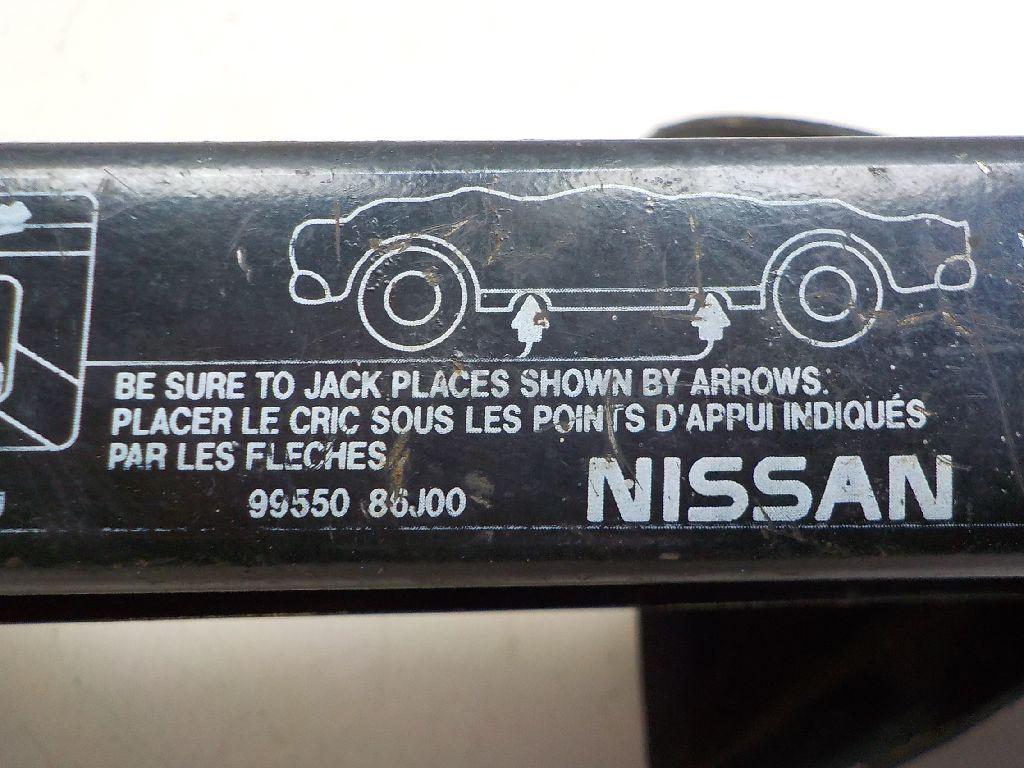 BE SURE TO JACK PLACES SHOWN BY ARROWS.
PLACER LE CRIC SOUS LES POINTS D'APPUI INDIQUÉS
PAR LES FLECHES
99550 86J00
NISSAN